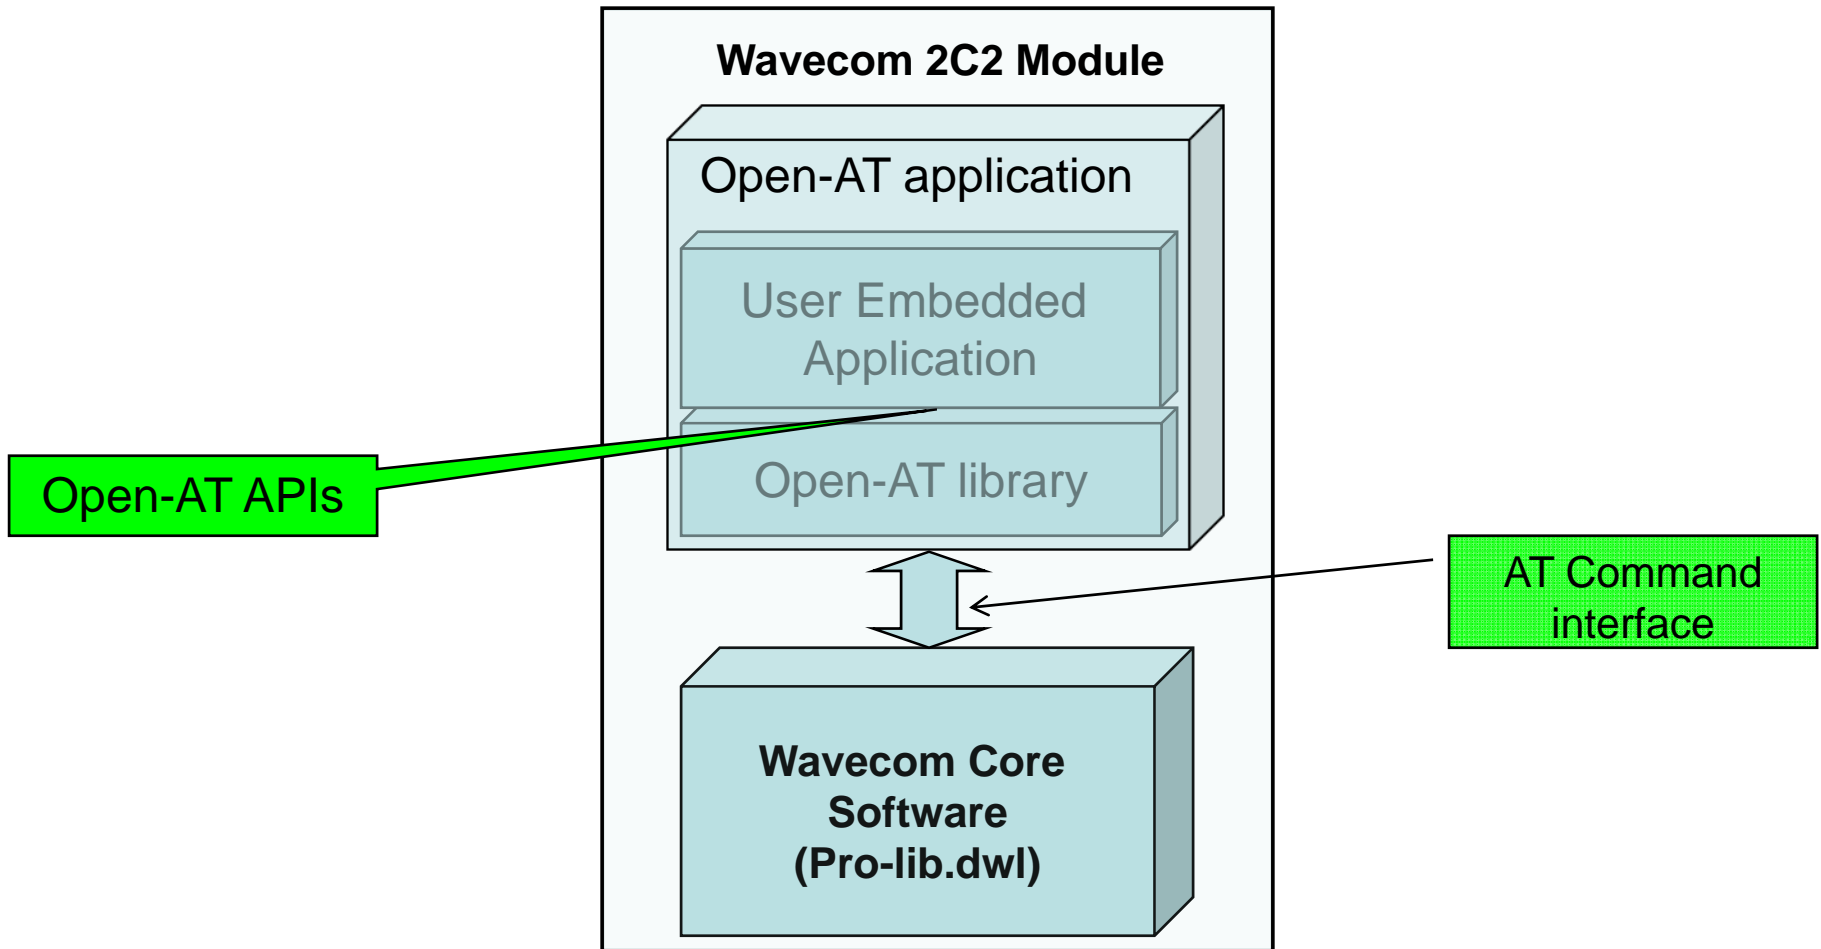 Wavecom 2C2 Module
Open-AT application
User Embedded
Application
Open-AT library
Open-AT APIs
AT Command
interface
Wavecom Core
Software
(Pro-lib.dwl)